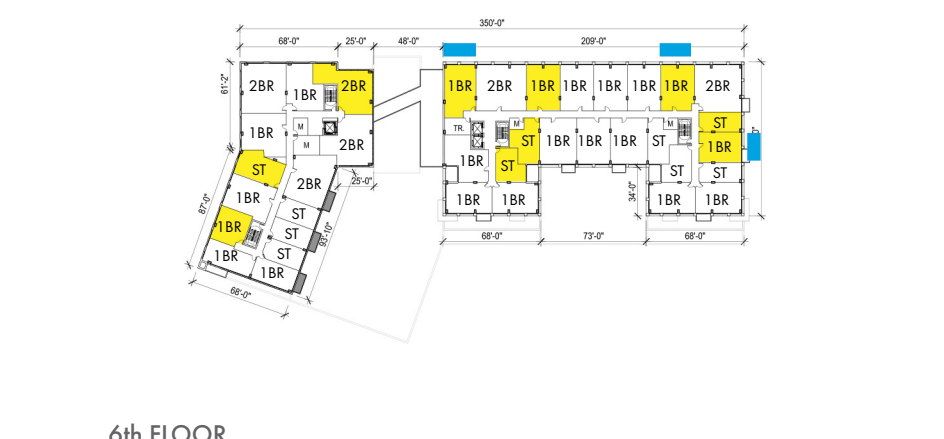 350'-0"
68'-0" 25'-0" 48'-0" 209'-0"
61'-2"
2BR 1BR 2BR
1BR M M 2BR
25'-0"
ST 2BR
1BR ST
1BR ST
1BR ST
1BR
87'-0"
93'-10"
68'-0"
1BR 2BR 1BR 1BR 1BR 1BR 1BR 2BR
TR. M ST 1BR 1BR 1BR ST M ST
1BR ST ST 1BR
ST
1BR 1BR 1BR 1BR
34'-0"
68'-0" 73'-0" 68'-0"
6th FLOOR